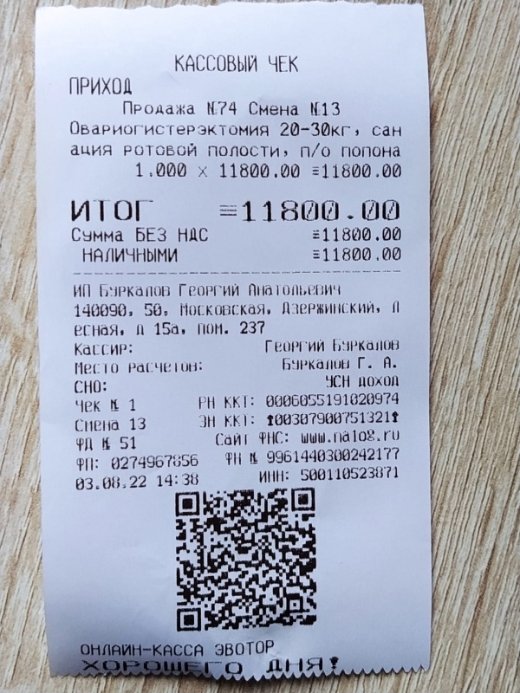 КАССОВЫЙ ЧЕК
ПРИХОД
Продажа №74 Смена №13
Овариогистерэктомия 20-30кг, сан
ация ротовой полости, п/о попона
1.000 x 11800.00 =11800.00
ИТОГ =11800.00
Сумма БЕЗ НДС =11800.00
НАЛИЧНЫМИ =11800.00
ИП Буркалов Георгий Анатольевич
140090, 50, Московская, Дзержинский, Л
есная, д 15а, пом. 237
Кассир: Георгий Буркалов
Место расчетов: Буркалов Г. А.
СНО: УСН доход
Чек № 1 РН ККТ: 0006055191020974
Смена 13 ЗН ККТ: 00307900751321
ФД № 51 Сайт ФНС: www.nalog.ru
ФП: 0274967856 ФН № 9961440300242177
03.08.22 14:38 ИНН: 500110523871
ОНЛАЙН-КАССА ЭВОТОР
ХОРОШЕГО ДНЯ!